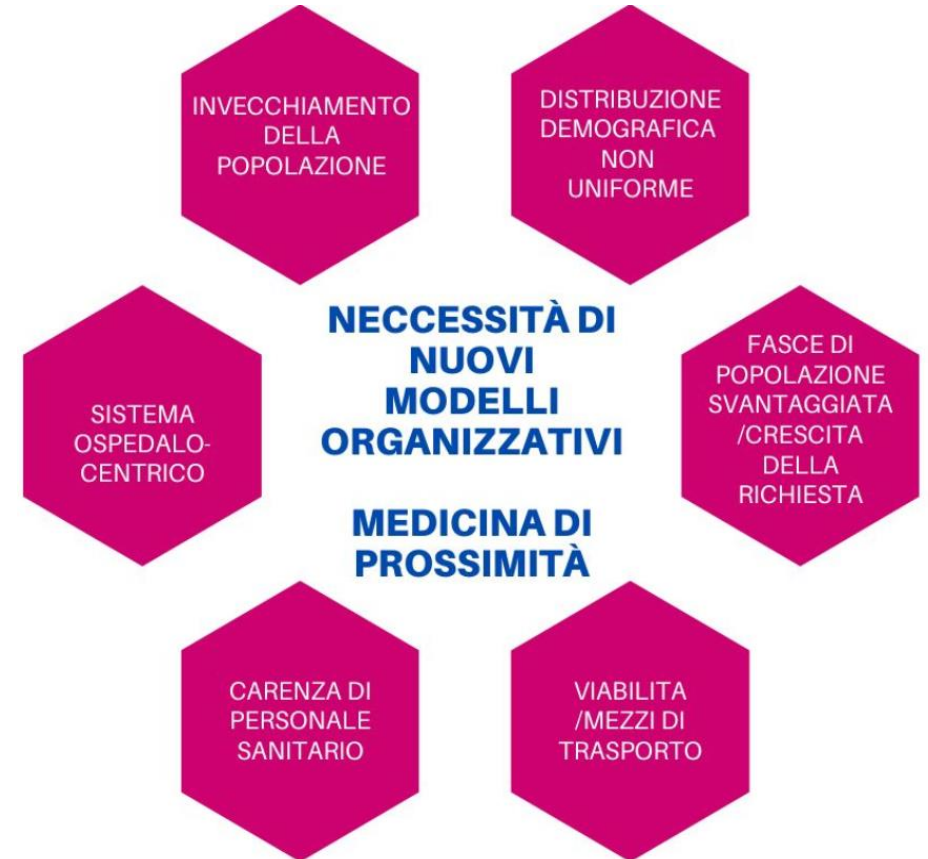 INVECCHIAMENTO
DELLA
POPOLAZIONE
DISTRIBUZIONE
DEMOGRAFICA
NON
UNIFORME
NECCESSITÀ DI
NUOVI
MODELLI
ORGANIZZATIVI
MEDICINA DI
PROSSIMITÀ
SISTEMA
OSPEDALO-
CENTRICO
FASCE DI
POPOLAZIONE
SVANTAGGIATA
/CRESCITA
DELLA
RICHIESTA
CARENZA DI
PERSONALE
SANITARIO
VIABILITA
/MEZZI DI
TRASPORTO